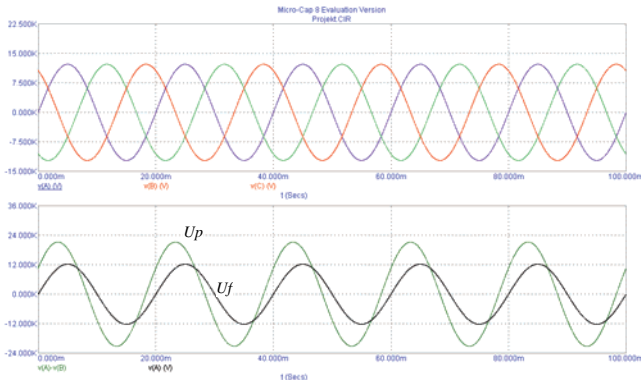 Micro-Cap 8 Evaluation Version
Projekt CIR
22.500K
15.000K
7.500K
0.000K
-7.500K
-15.000K
0.000m 20.000m 40.000m 60.000m 80.000m 100.000m
v(A) (V) v(B) (V) v(C) (V)
t (Secs)
36.000K
24.000K
12.000K
0.000K
-12.000K
-24.000K
Up
Uf
0.000m 20.000m 40.000m 60.000m 80.000m 100.000m
v(A)-v(B) v(A) (V)
t (Secs)